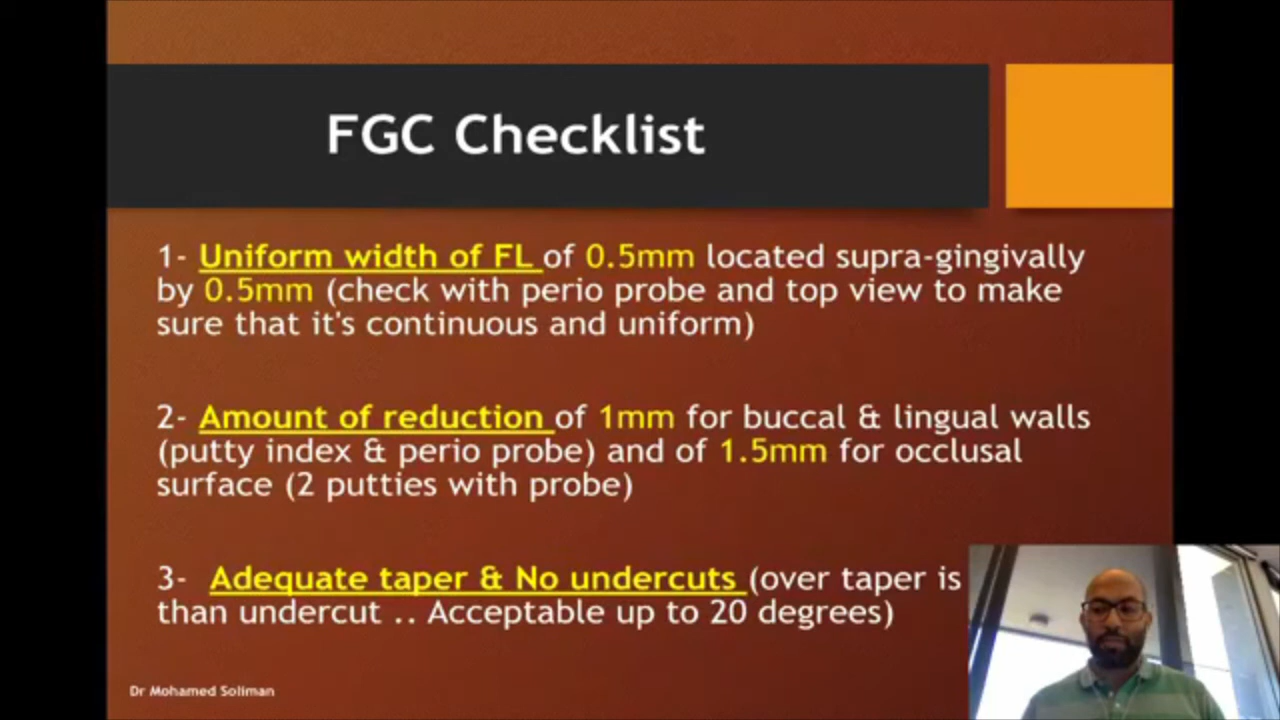 FGC Checklist
1- Uniform width of FL of 0.5mm located supra-gingivally
by 0.5mm (check with perio probe and top view to make
sure that it's continuous and uniform)
2- Amount of reduction of 1mm for buccal & lingual walls
(putty index & perio probe) and of 1.5mm for occlusal
surface (2 putties with probe)
3- Adequate taper & No undercuts (over taper is
than undercut .. Acceptable up to 20 degrees)
Dr Mohamed Soliman